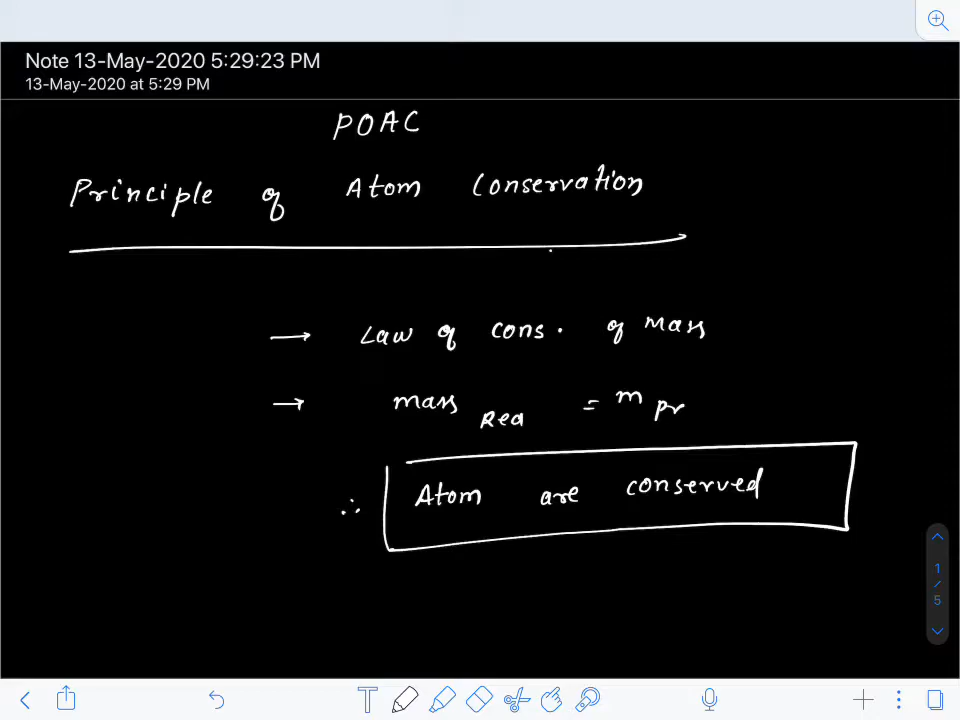 Note 13-May-2020 5:29:23 PM
13-May-2020 at 5:29 PM
POAC
Principle of Atom Conservation
→ Law of cons. of Mass
→ mass Rea = m pr
∴ Atom are conserved
1
/
5
T